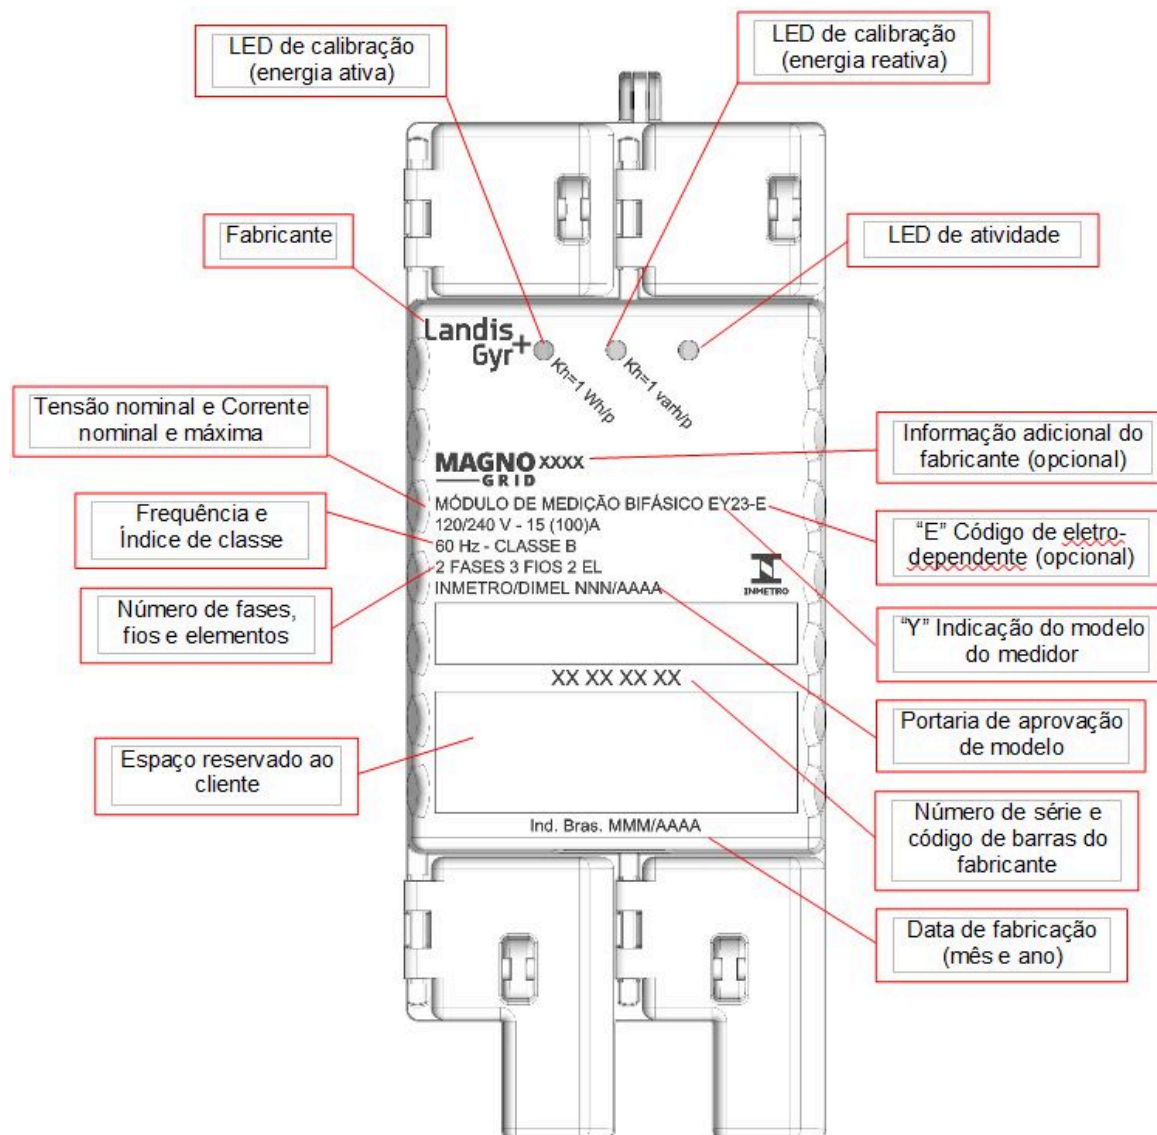 LED de calibração
(energia ativa)
LED de calibração
(energia reativa)
Fabricante
LED de atividade
Landis
Gyr+
Kh=1 Wh/p
Kh=1 varh/p
Tensão nominal e Corrente
nominal e máxima
Informação adicional do
fabricante (opcional)
MAGNO XXXX
GRID
MÓDULO DE MEDIÇÃO BIFÁSICO EY23-E
120/240 V - 15 (100)A
60 Hz - CLASSE B
2 FASES 3 FIOS 2 EL
INMETRO/DIMEL NNN/AAAA
INMETRO
Frequência e
Índice de classe
“E” Código de eletro-
dependente (opcional)
Número de fases,
fios e elementos
“Y” Indicação do modelo
do medidor
XX XX XX XX
Portaria de aprovação
de modelo
Espaço reservado ao
cliente
Número de série e
código de barras do
fabricante
Ind. Bras. MMM/AAAA
Data de fabricação
(mês e ano)